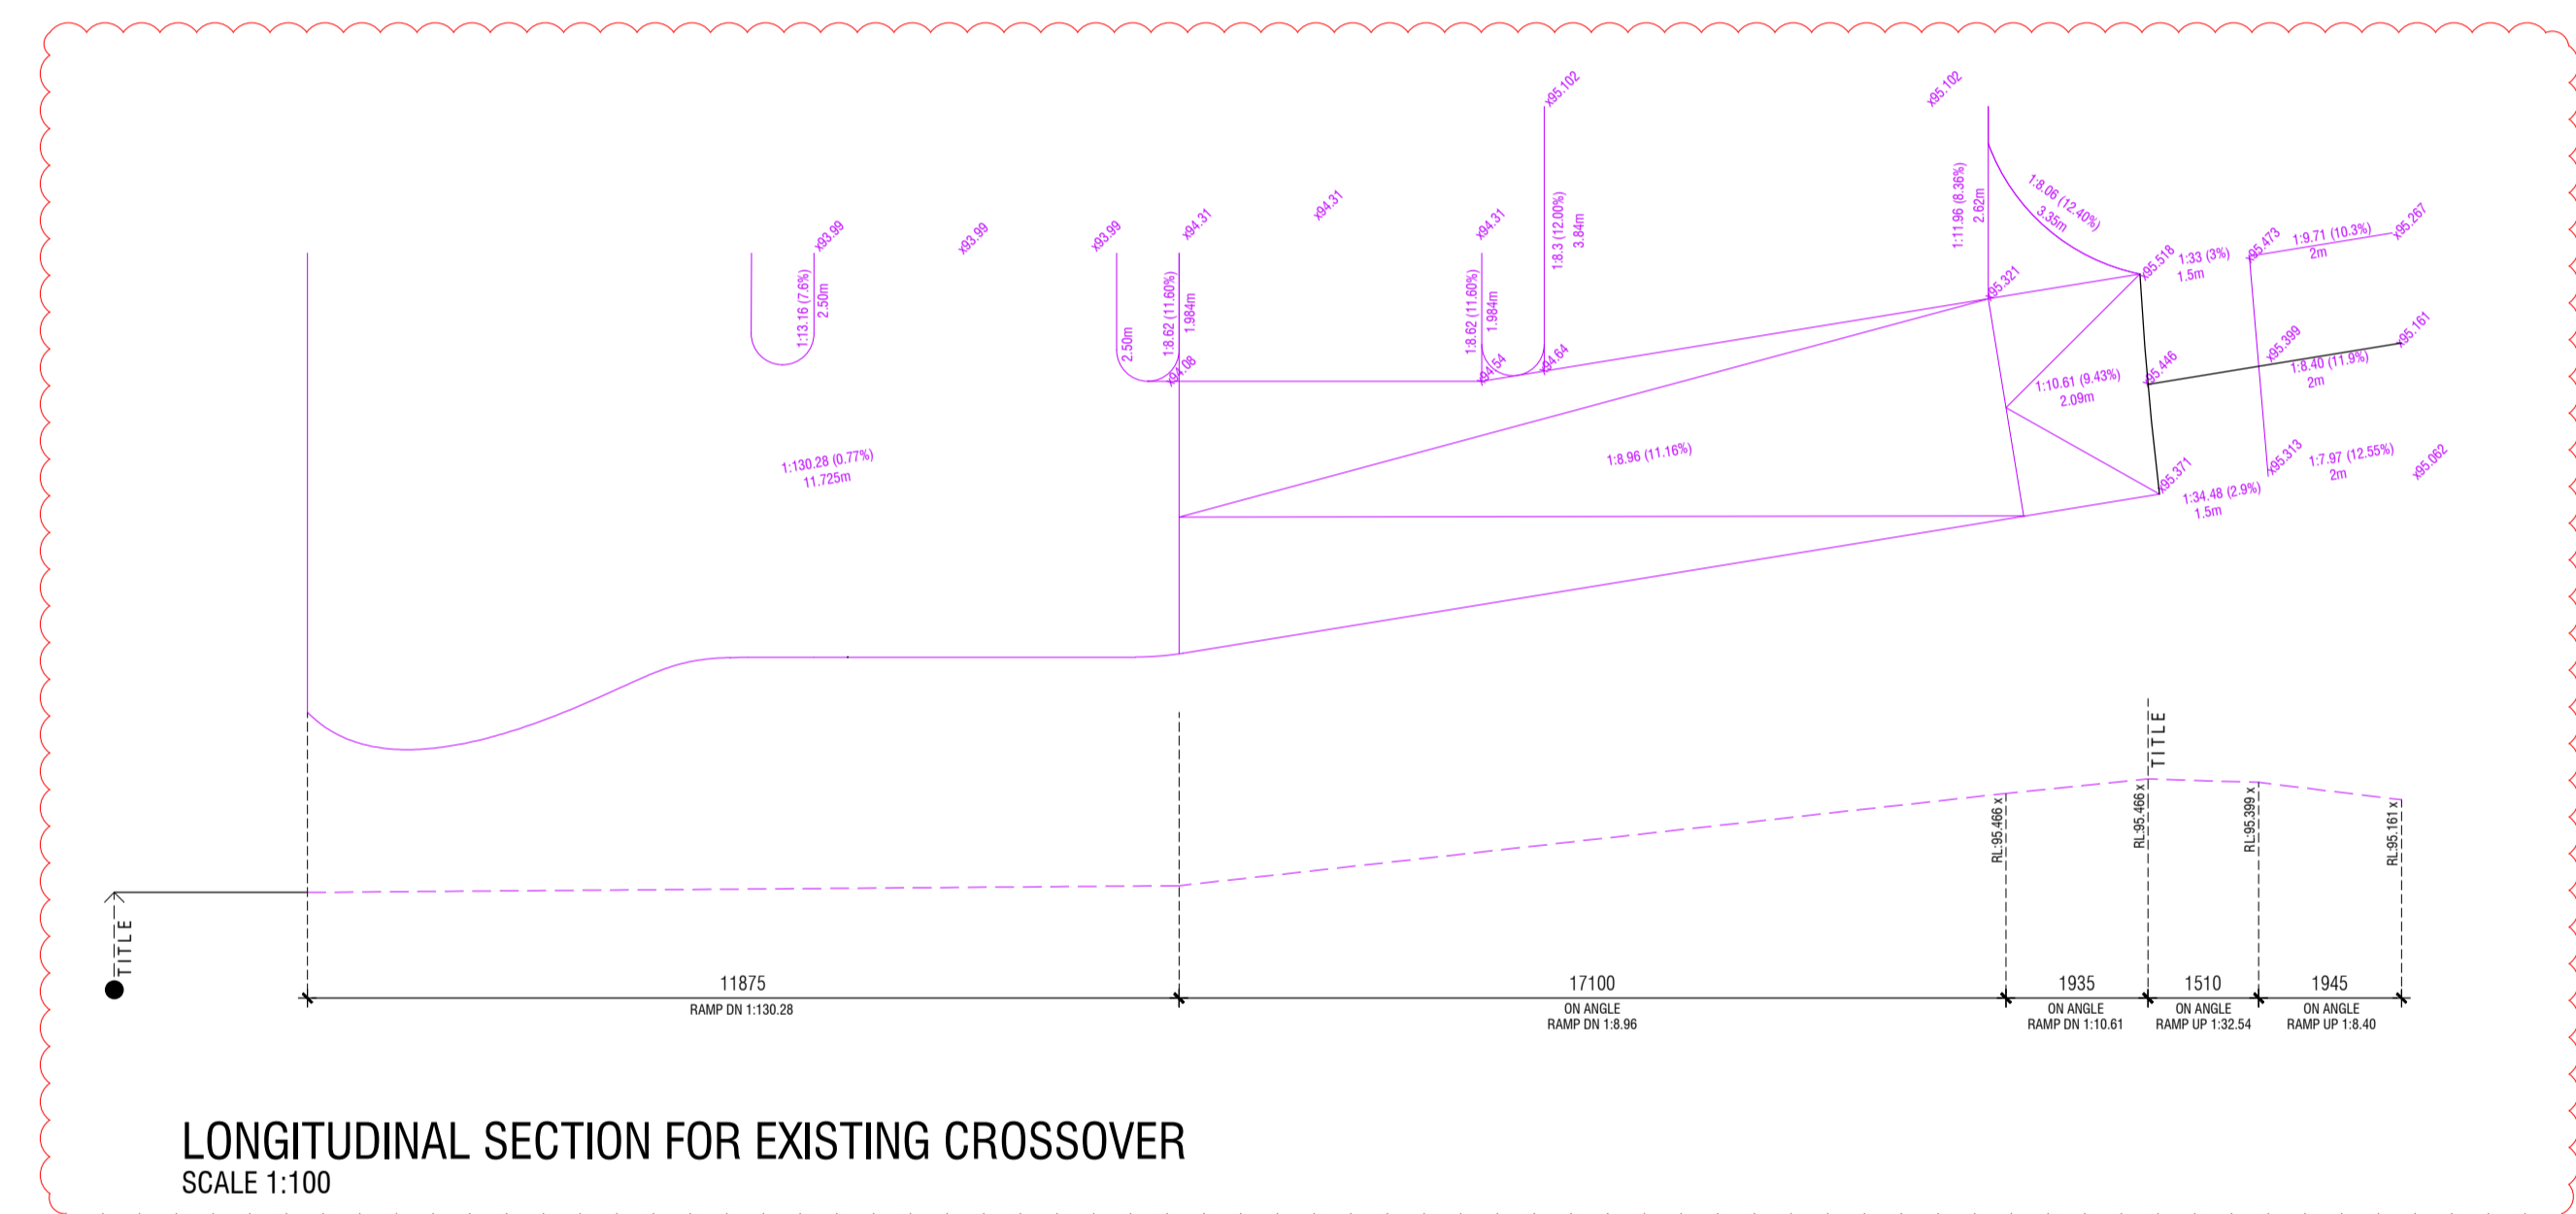 x95.102
x95.102
x93.99
x93.99
x93.99
x94.31
x94.31
x94.31
1:13.16 (7.6%)
2.50m
2.50m
1:8.62 (11.60%)
1.984m
x94.08
1:8.62 (11.60%)
1.984m
x94.54
x94.64
1:8.3 (12.00%)
3.84m
1:11.96 (8.36%)
2.62m
1:8.06 (12.40%)
3.35m
x95.321
x95.518
1:33 (3%)
1.5m
x95.473
1:9.71 (10.3%)
2m
x95.267
1:10.61 (9.43%)
2.09m
x95.446
x95.399
1:8.40 (11.9%)
2m
x95.161
1:130.28 (0.77%)
11.725m
1:8.96 (11.16%)
x95.371
1:34.48 (2.9%)
1.5m
x95.313
1:7.97 (12.55%)
2m
x95.062
TITLE
RL:95.466 x
RL:95.466 x
RL:95.399 x
RL:95.161 x
TITLE
11875
RAMP DN 1:130.28
17100
ON ANGLE
RAMP DN 1:8.96
1935
ON ANGLE
RAMP DN 1:10.61
1510
ON ANGLE
RAMP UP 1:32.54
1945
ON ANGLE
RAMP UP 1:8.40
LONGITUDINAL SECTION FOR EXISTING CROSSOVER
SCALE 1:100